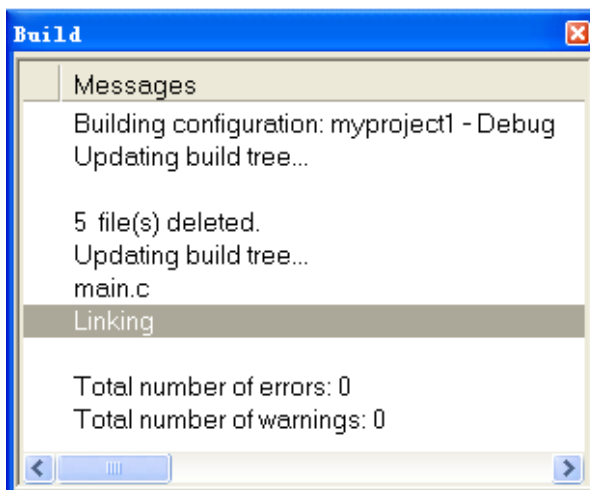 Build
Messages
Building configuration: myproject1 - Debug
Updating build tree...
5 file(s) deleted.
Updating build tree...
main.c
Linking
Total number of errors: 0
Total number of warnings: 0